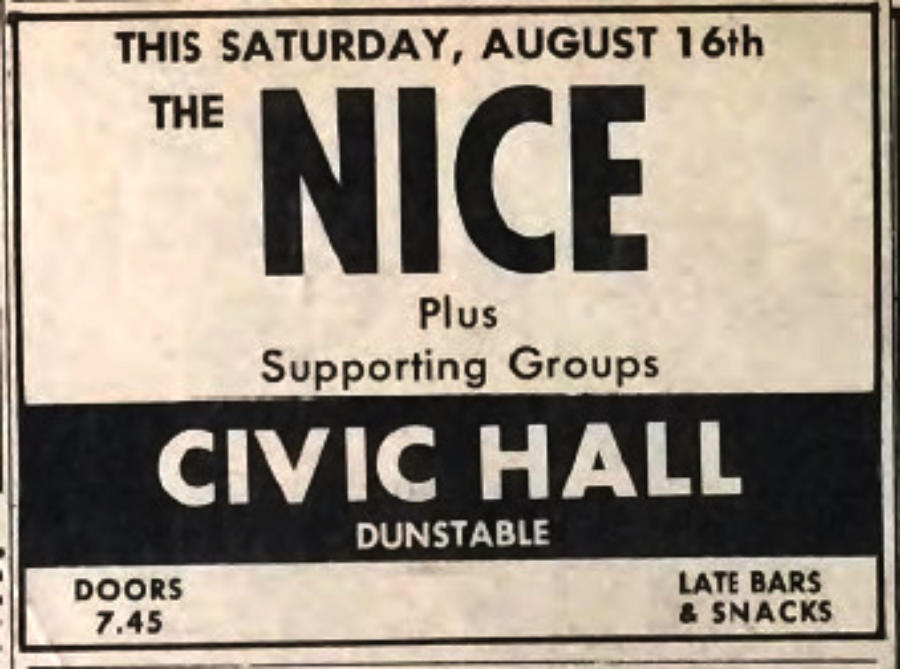 THIS SATURDAY, AUGUST 16th
THE NICE
Plus
Supporting Groups
CIVIC HALL
DUNSTABLE
DOORS
7.45
LATE BARS
& SNACKS